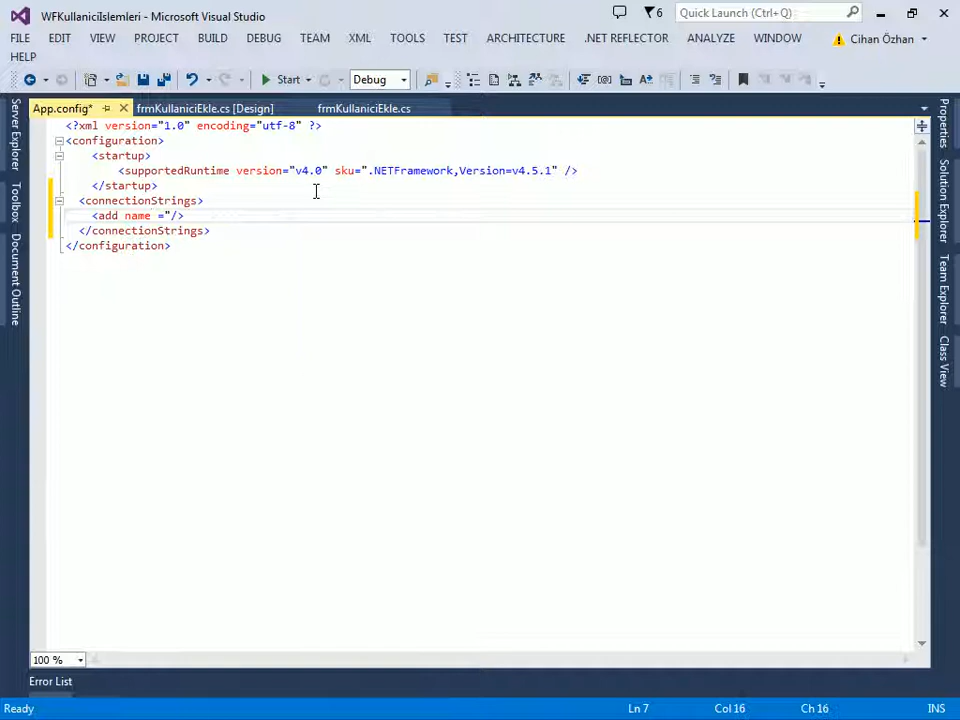 WFKullaniciIslemleri - Microsoft Visual Studio
6
Quick Launch (Ctrl+Q)
FILE EDIT VIEW PROJECT BUILD DEBUG TEAM XML TOOLS TEST ARCHITECTURE .NET REFLECTOR ANALYZE WINDOW Cihan Özhan
HELP
Start Debug
App.config* frmKullaniciEkle.cs [Design] frmKullaniciEkle.cs
<?xml version="1.0" encoding="utf-8" ?>
<configuration>
<startup>
<supportedRuntime version="v4.0" sku=".NETFramework,Version=v4.5.1" />
</startup>
<connectionStrings>
<add name ="/>
</connectionStrings>
</configuration>
Server Explorer
Toolbox
Document Outline
Properties
Solution Explorer
Team Explorer
Class View
100 %
Error List
Ready Ln 7 Col 16 Ch 16 INS